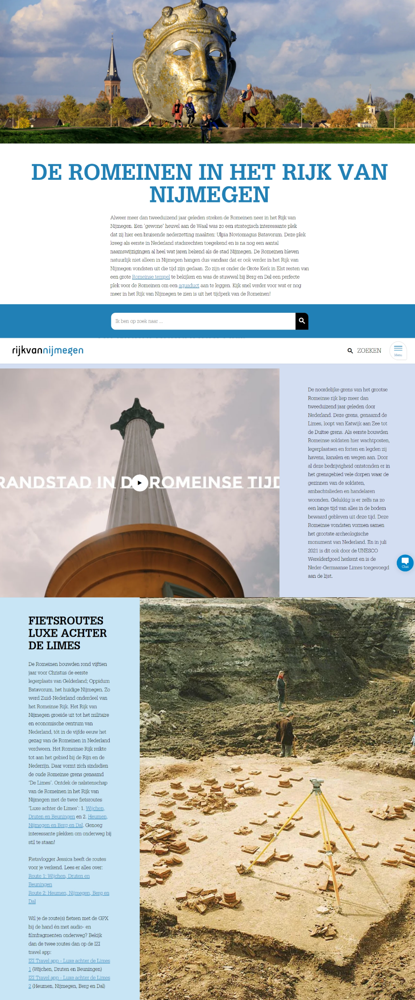 DE ROMEINEN IN HET RIJK VAN
NIJMEGEN
Alweer meer dan tweeduizend jaar geleden streken de Romeinen neer in het Rijk van
Nijmegen. Een 'gewone' heuvel aan de Waal was zo een strategisch interessante plek
dat zij hier een bruisende nederzetting maakten: Ulpia Noviomagus Batavorum. Deze plek
kreeg als eerste in Nederland stadsrechten toegekend en is na nog een aantal
naamswijzigingen al heel wat jaren bekend als de stad Nijmegen. De Romeinen bleven
natuurlijk niet alleen in Nijmegen hangen dus vandaar dat er ook verder in het Rijk van
Nijmegen vondsten uit die tijd zijn gedaan. Zo zijn er onder de Grote Kerk in Elst resten van
een grote Romeinse tempel te bekijken en was de stuwwal bij Berg en Dal een perfecte
plek voor de Romeinen om een aquaduct aan te leggen. Kijk snel verder voor wat er nog
meer in het Rijk van Nijmegen te zien is uit het tijdperk van de Romeinen!
Ik ben op zoek naar ...
rijkvannijmegen
ZOEKEN
Menu
RANDSTAD IN D ROMEINSE TIJD
De noordelijke grens van het grootse
Romeinse rijk liep meer dan
tweeduizend jaar geleden door
Nederland. Deze grens, genaamd de
Limes, loopt van Katwijk aan Zee tot
de Duitse grens. Als eerste bouwden
Romeinse soldaten hier wachtposten,
legerplaatsen en forten en legden zij
havens, kanalen en wegen aan. Door
al deze bedrijvigheid ontstonden er in
het grensgebied vele dorpen waar de
gezinnen van de soldaten,
ambachtslieden en handelaren
woonden. Gelukkig is er zelfs na zo
een lange tijd van alles in de bodem
bewaard gebleven uit deze tijd. Deze
Romeinse vondsten vormen samen
het grootste archeologische
monument van Nederland. En in juli
2021 is dit ook door de UNESCO
Werelderfgoed herkent en is de
Neder-Germaanse Limes toegevoegd
aan de lijst.
Chat
FIETSROUTES
LUXE ACHTER
DE LIMES
De Romeinen bouwden rond vijftien
jaar voor Christus de eerste
legerplaats van Gelderland; Oppidum
Batavorum, het huidige Nijmegen. Zo
werd Zuid-Nederland onderdeel van
het Romeinse Rijk. Het Rijk van
Nijmegen groeide uit tot het militaire
en economische centrum van
Nederland, tót in de vijfde eeuw het
gezag van de Romeinen in Nederland
verdween. Het Romeinse Rijk reikte
tot aan het gebied bij de Rijn en de
Nederrijn. Daar vormt zich sindsdien
de oude Romeinse grens genaamd
‘De Limes’. Ontdek de nalatenschap
van de Romeinen in het Rijk van
Nijmegen met de twee fietsroutes
‘Luxe achter de Limes’: 1. Wijchen,
Druten en Beuningen en 2. Heumen,
Nijmegen en Berg en Dal. Genoeg
interessante plekken om onderweg bij
stil te staan!
Fietsvlogger Jessica heeft de routes
voor je verkend. Lees er alles over:
Route 1: Wijchen, Druten en
Beuningen
Route 2: Heumen, Nijmegen, Berg en
Dal
Wil je de route(s) fietsen met de GPX
bij de hand én met audio- en
filmfragmenten onderweg? Bekijk
dan de twee routes dan op de IZI
travel app:
IZI Travel app - Luxe achter de Limes
1 (Wijchen, Druten en Beuningen)
IZI Travel app - Luxe achter de Limes
2 (Heumen, Nijmegen, Berg en Dal)